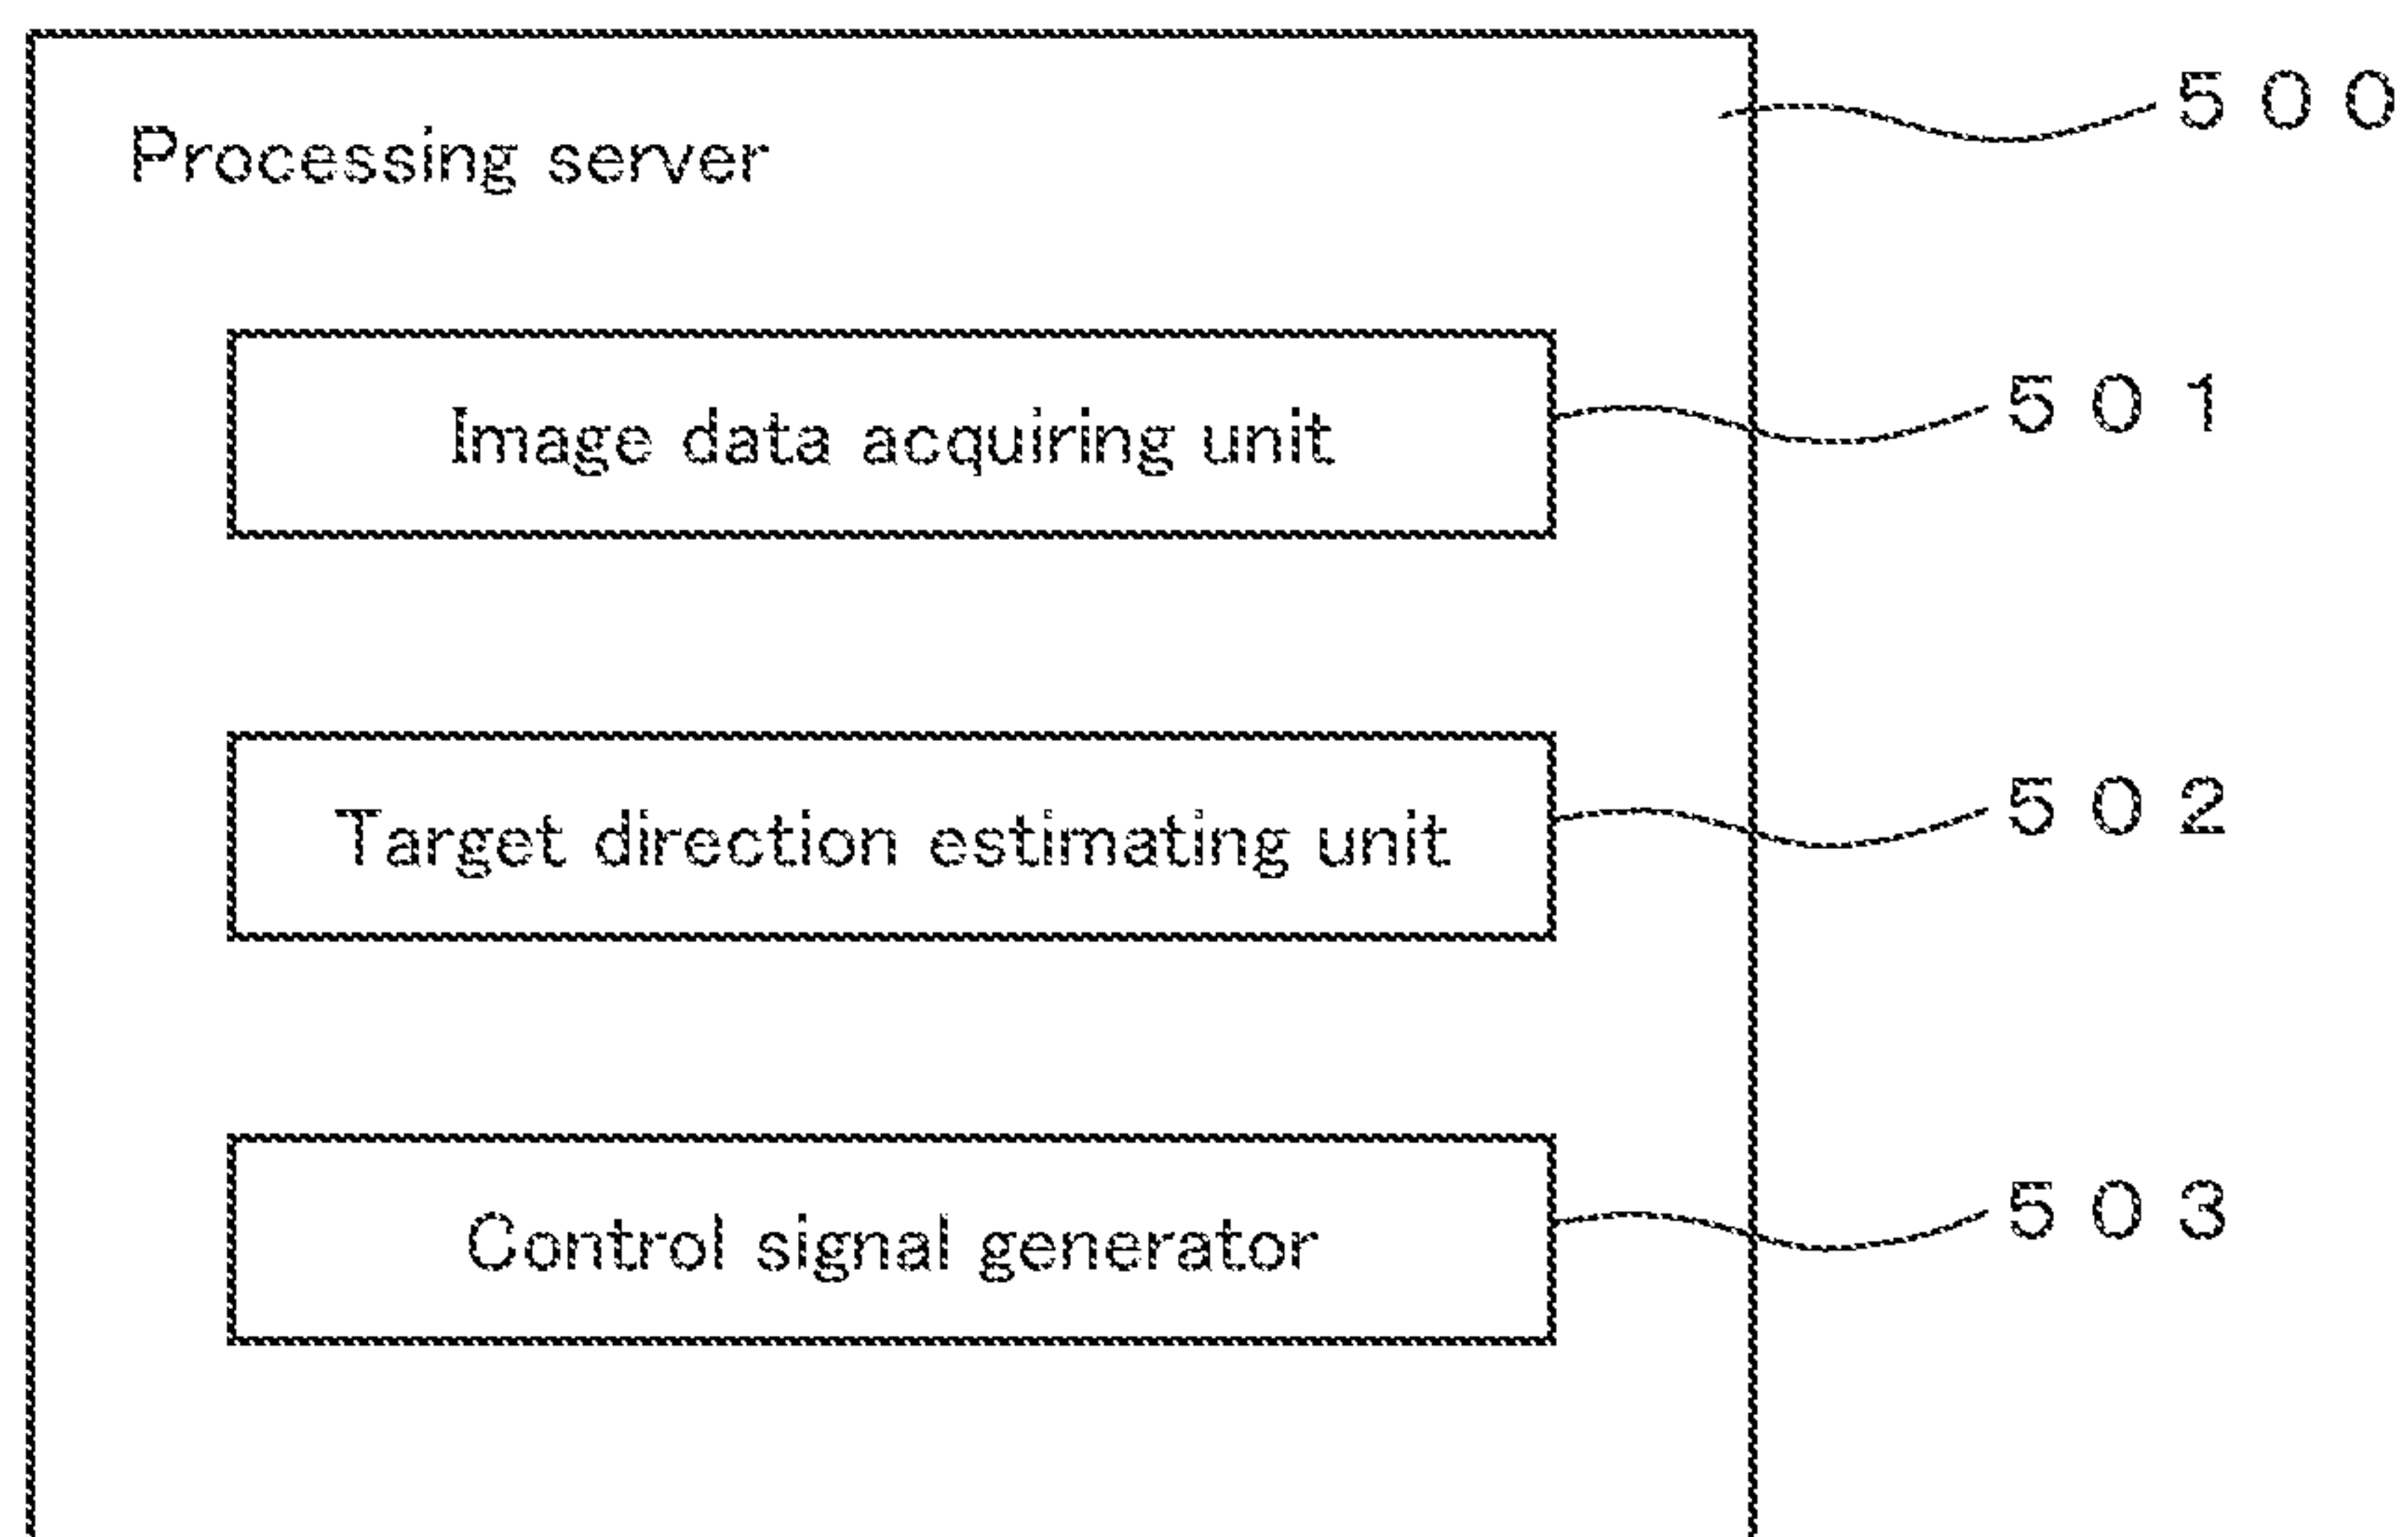 Processing server
500
Image data acquiring unit
501
Target direction estimating unit
502
Control signal generator
503